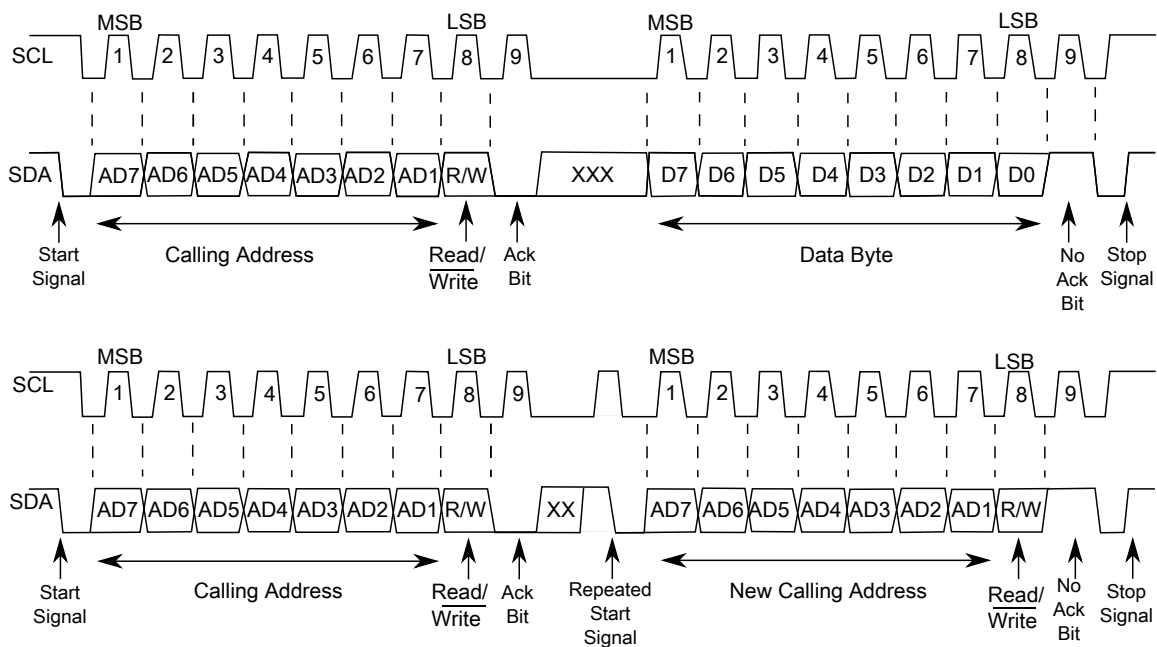 MSB LSB MSB LSB
SCL 1 2 3 4 5 6 7 8 9 1 2 3 4 5 6 7 8 9
SDA AD7 AD6 AD5 AD4 AD3 AD2 AD1 R/W XXX D7 D6 D5 D4 D3 D2 D1 D0
Start Signal
Calling Address
Read/Write
Ack Bit
Data Byte
No Ack Bit
Stop Signal
MSB LSB MSB LSB
SCL 1 2 3 4 5 6 7 8 9 1 2 3 4 5 6 7 8 9
SDA AD7 AD6 AD5 AD4 AD3 AD2 AD1 R/W XX AD7 AD6 AD5 AD4 AD3 AD2 AD1 R/W
Start Signal
Calling Address
Read/Write
Ack Bit
Repeated Start Signal
New Calling Address
Read/Write
No Ack Bit
Stop Signal